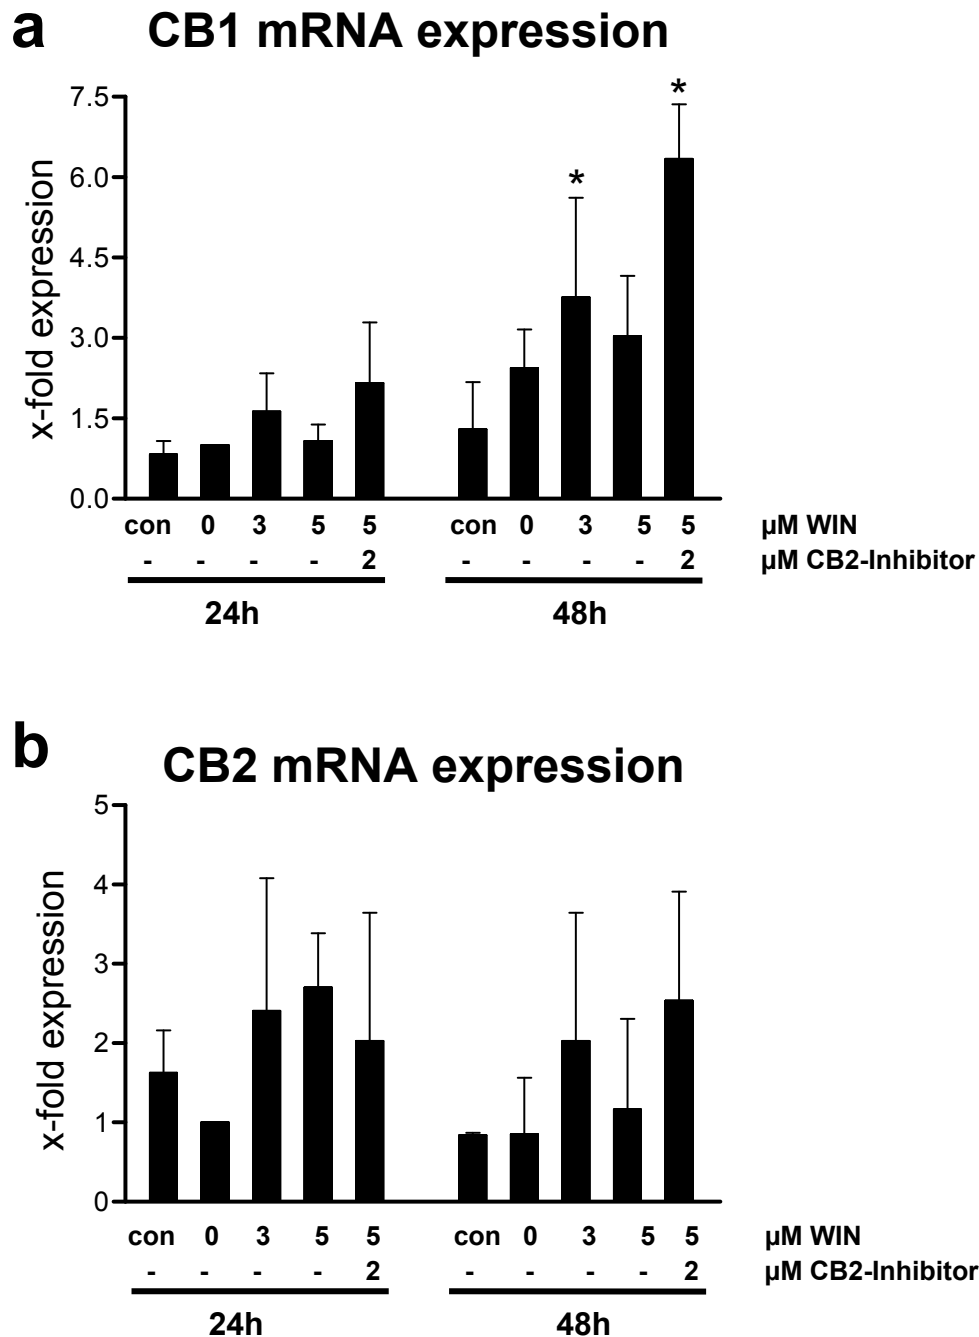 a CB1 mRNA expression
*
7.5
*
6.0
4.5
x-fold expression
3.0
1.5
0.0
con 0 3 5 5 con 0 3 5 5 µM WIN
- - - - 2 - - - - 2 µM CB2-Inhibitor
24h 48h
b CB2 mRNA expression
5
4
3
x-fold expression
2
1
0
con 0 3 5 5 con 0 3 5 5 µM WIN
- - - - 2 - - - - 2 µM CB2-Inhibitor
24h 48h